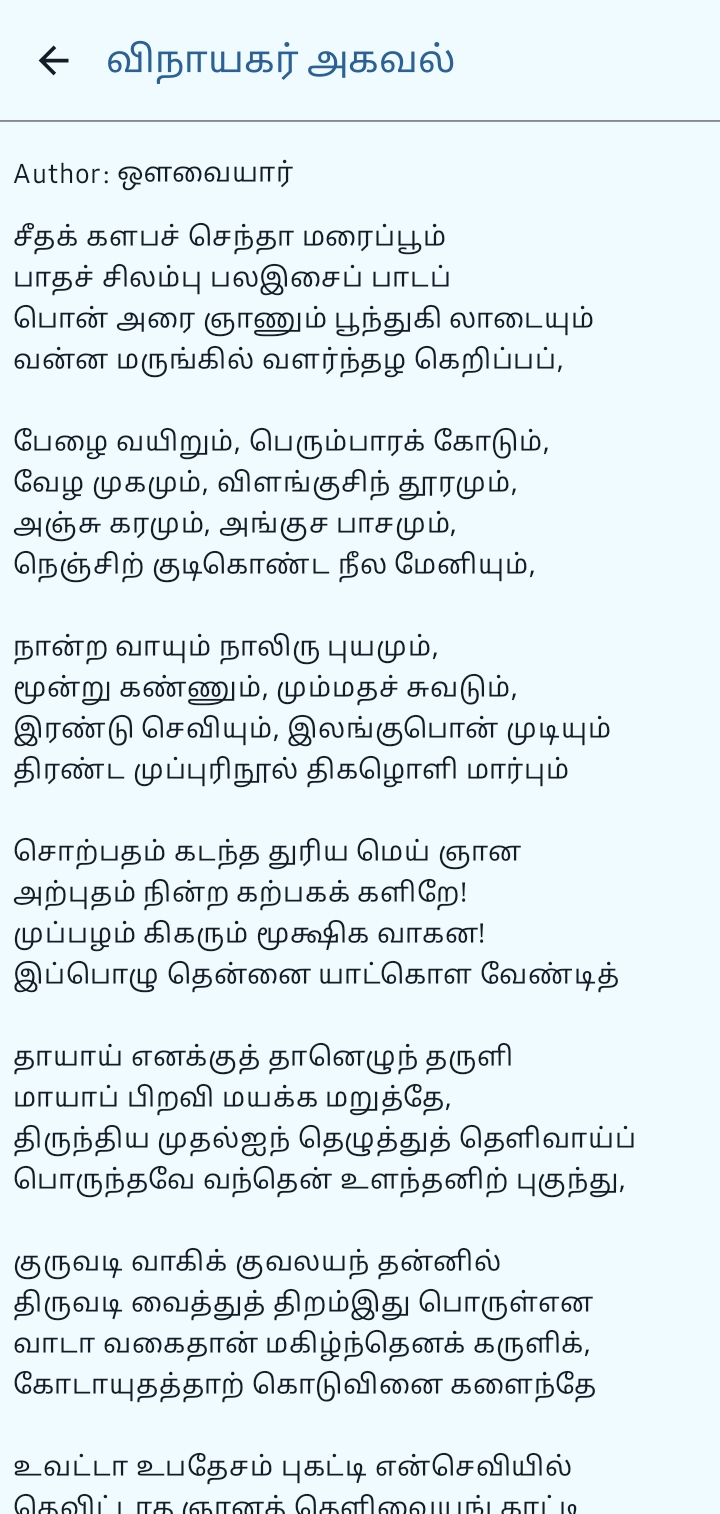 விநாயகர் அகவல்
Author: ஔவையார்
சீதக் களபச் செந்தா மரைப்பூம்
பாதச் சிலம்பு பலஇசைப் பாடப்
பொன் அரை ஞாணும் பூந்துகி லாடையும்
வன்ன மருங்கில் வளர்ந்தழ கெறிப்பப்,
பேழை வயிறும், பெரும்பாரக் கோடும்,
வேழ முகமும், விளங்குசிந் தூரமும்,
அஞ்சு கரமும், அங்குச பாசமும்,
நெஞ்சிற் குடிகொண்ட நீல மேனியும்,
நான்ற வாயும் நாலிரு புயமும்,
மூன்று கண்ணும், மும்மதச் சுவடும்,
இரண்டு செவியும், இலங்குபொன் முடியும்
திரண்ட முப்புரிநூல் திகழொளி மார்பும்
சொற்பதம் கடந்த துரிய மெய் ஞான
அற்புதம் நின்ற கற்பகக் களிறே!
முப்பழம் கிகரும் மூக்ஷிக வாகன!
இப்பொழு தென்னை யாட்கொள வேண்டித்
தாயாய் எனக்குத் தானெழுந் தருளி
மாயாப் பிறவி மயக்க மறுத்தே,
திருந்திய முதல்ஐந் தெழுத்துத் தெளிவாய்ப்
பொருந்தவே வந்தென் உளந்தனிற் புகுந்து,
குருவடி வாகிக் குவலயந் தன்னில்
திருவடி வைத்துத் திறம்இது பொருள்என
வாடா வகைதான் மகிழ்ந்தெனக் கருளிக்,
கோடாயுதத்தாற் கொடுவினை களைந்தே
உவட்டா உபதேசம் புகட்டி என்செவியில்
தெவிட்டாத ஞானத் தெளிவையுங் காட்டி